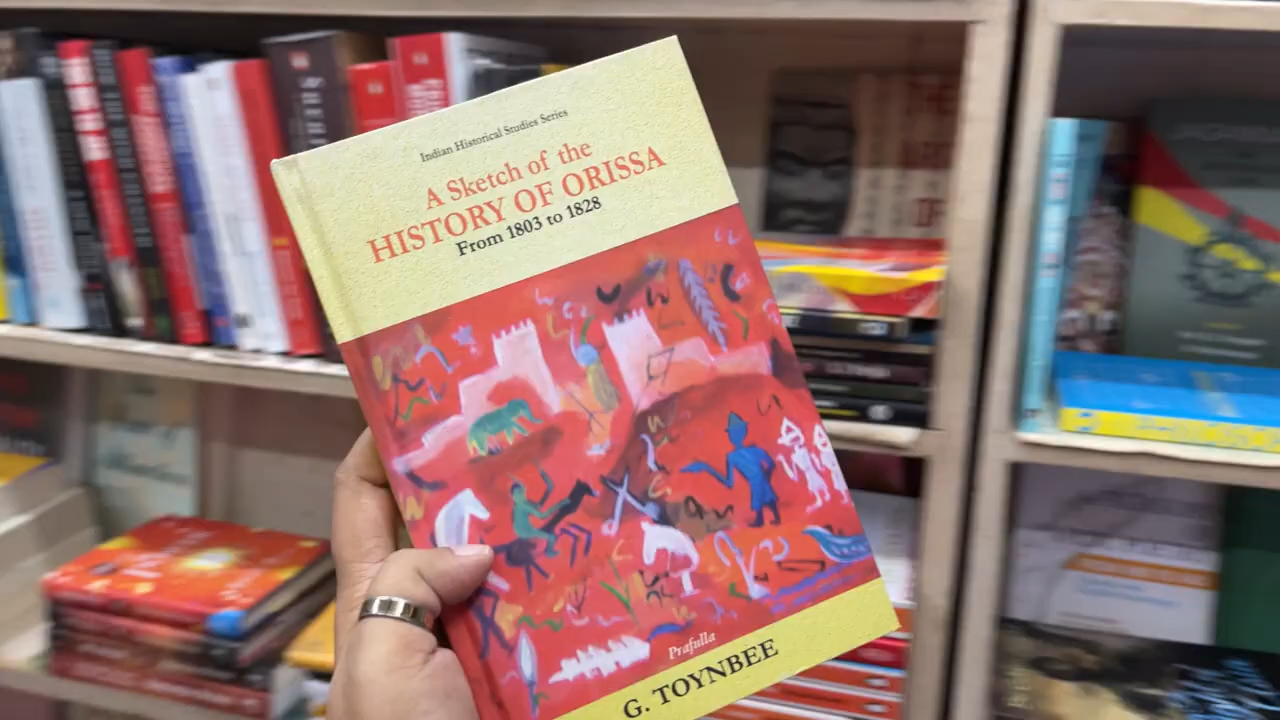 Indian Historical Studies Series
A Sketch of the
HISTORY OF ORISSA
From 1803 to 1828
Prafulla
G. TOYNBEE